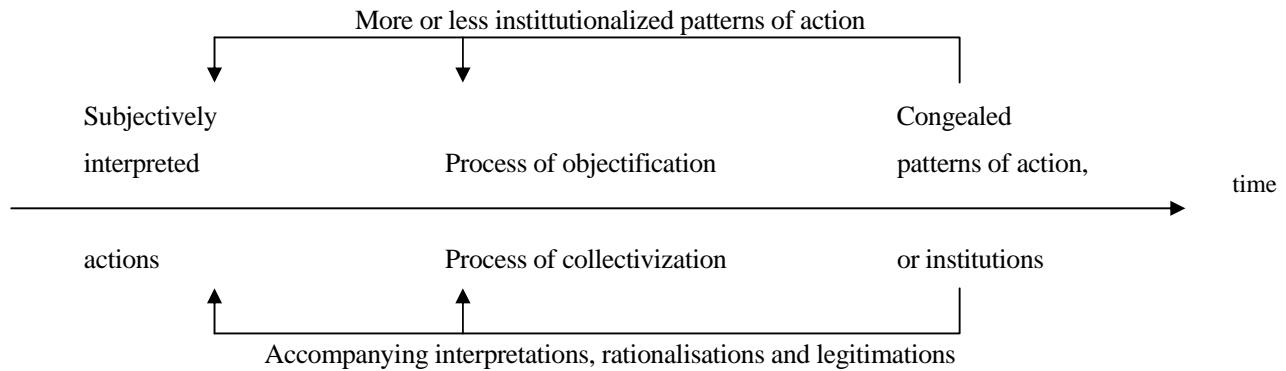 More or less instittutionalized patterns of action
Subjectively Congealed
interpreted Process of objectification patterns of action,
time
actions Process of collectivization or institutions
Accompanying interpretations, rationalisations and legitimations